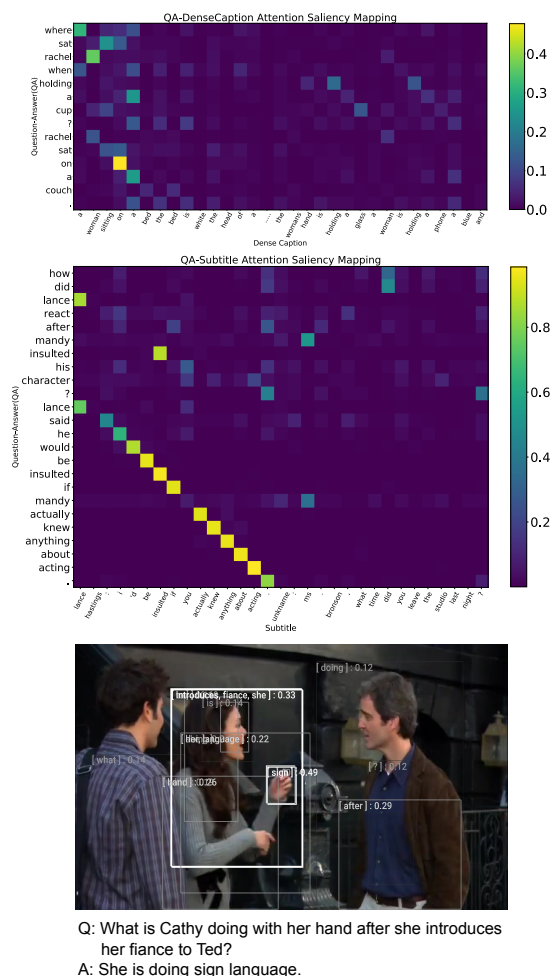 QA-DenseCaption Attention Saliency Mapping
Question-Answer(QA)
where
sat
rachel
when
holding
a
cup
?
rachel
sat
on
a
couch
.
0.4
0.3
0.2
0.1
0.0
a woman sitting on a bed the bed is white the head of a ..... the womans hand is holding a glass a woman is holding a phone a blue and
Dense Caption
QA-Subtitle Attention Saliency Mapping
Question-Answer(QA)
how
did
lance
react
after
mandy
insulted
his
character
?
lance
said
he
would
be
insulted
if
mandy
actually
knew
anything
about
acting
.
0.8
0.6
0.4
0.2
lance hastings : i 'd be insulted if you actually knew anything about acting . unkname : ms . bronson , what time did you leave the studio last night ?
Subtitle
[ doing ] : 0.12
[ introduces, fiance, she ] : 0.33
[ is ] : 0.14
language ] : 0.22
[ what ] : 0.14
[ ? ] : 0.12
sign ] : 0.49
[ after ] : 0.29
Q: What is Cathy doing with her hand after she introduces
her fiance to Ted?
A: She is doing sign language.